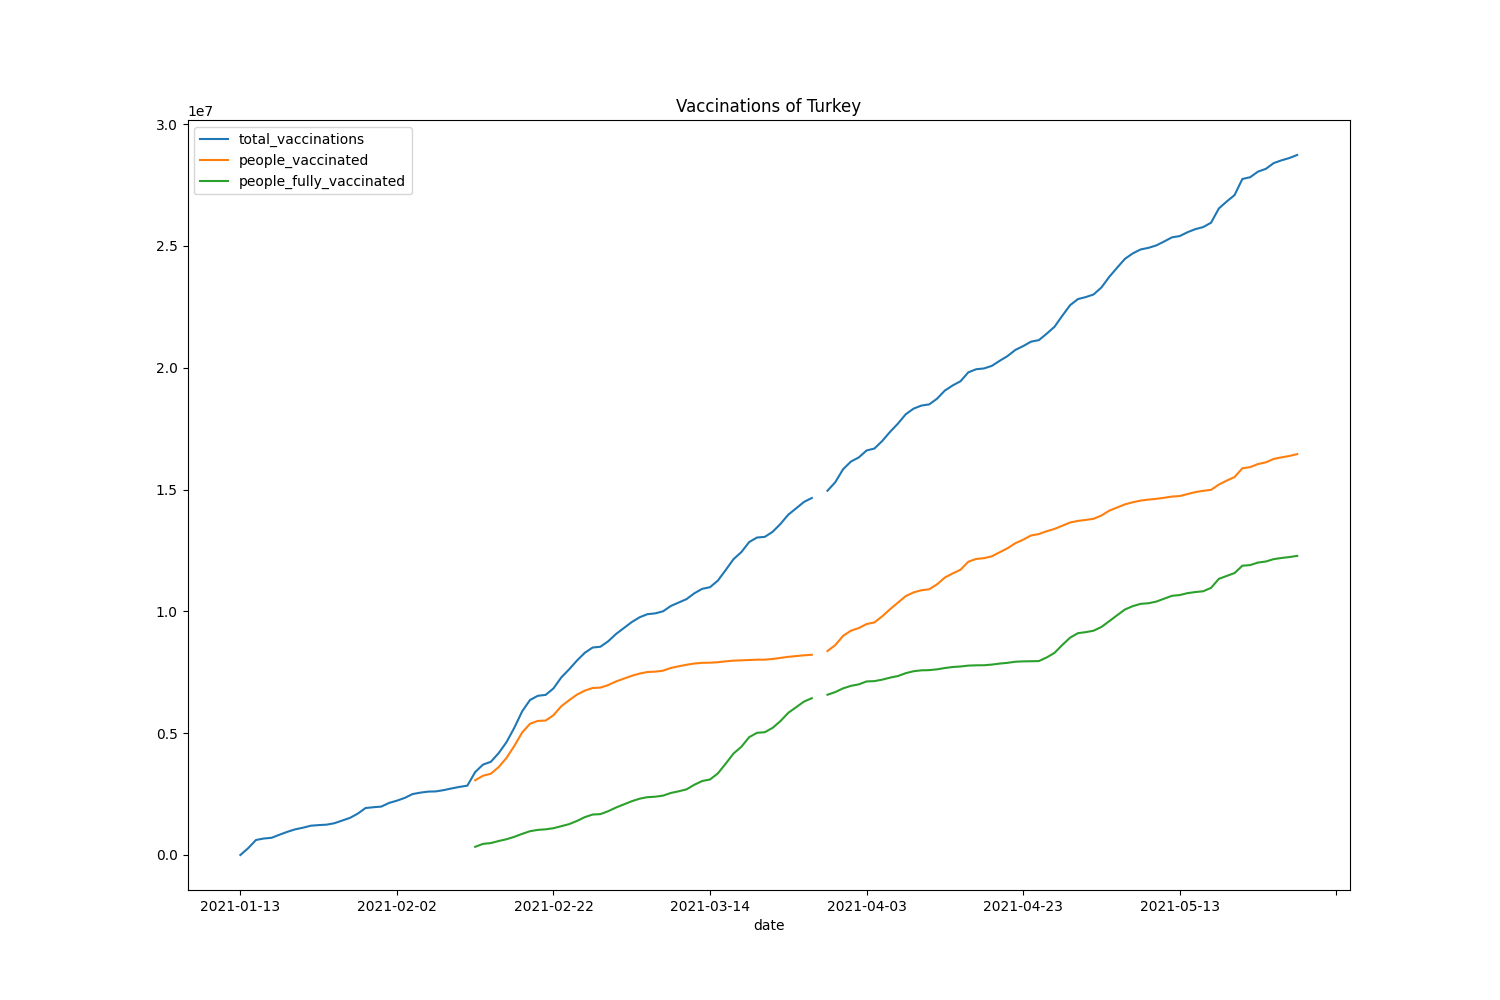 Vaccinations of Turkey
1e7
total_vaccinations
people_vaccinated
people_fully_vaccinated
3.0
2.5
2.0
1.5
1.0
0.5
0.0
2021-01-13 2021-02-02 2021-02-22 2021-03-14 2021-04-03 2021-04-23 2021-05-13
date